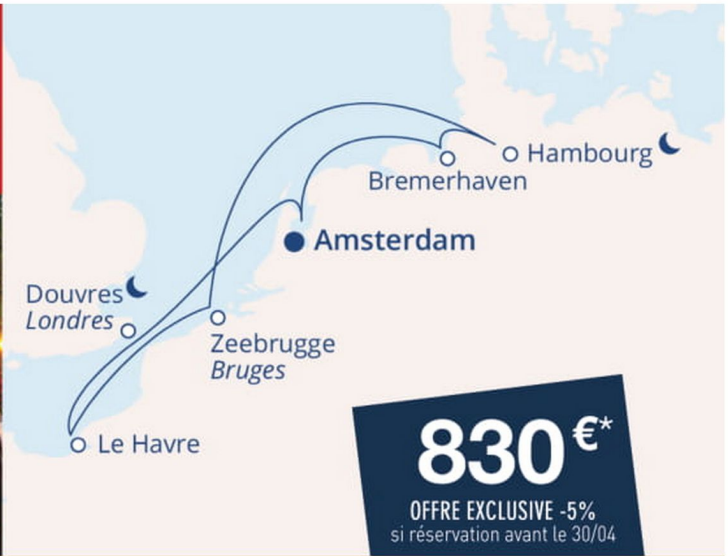 Hambourg
Bremerhaven
Amsterdam
Douvres
Londres
Zeebrugge
Bruges
Le Havre
830 €*
OFFRE EXCLUSIVE -5%
si réservation avant le 30/04